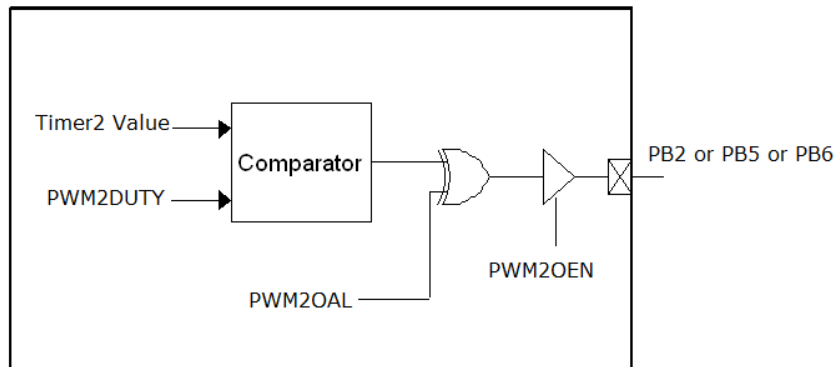 Timer2 Value
Comparator
PB2 or PB5 or PB6
PWM2DUTY
PWM2OEN
PWM2OAL